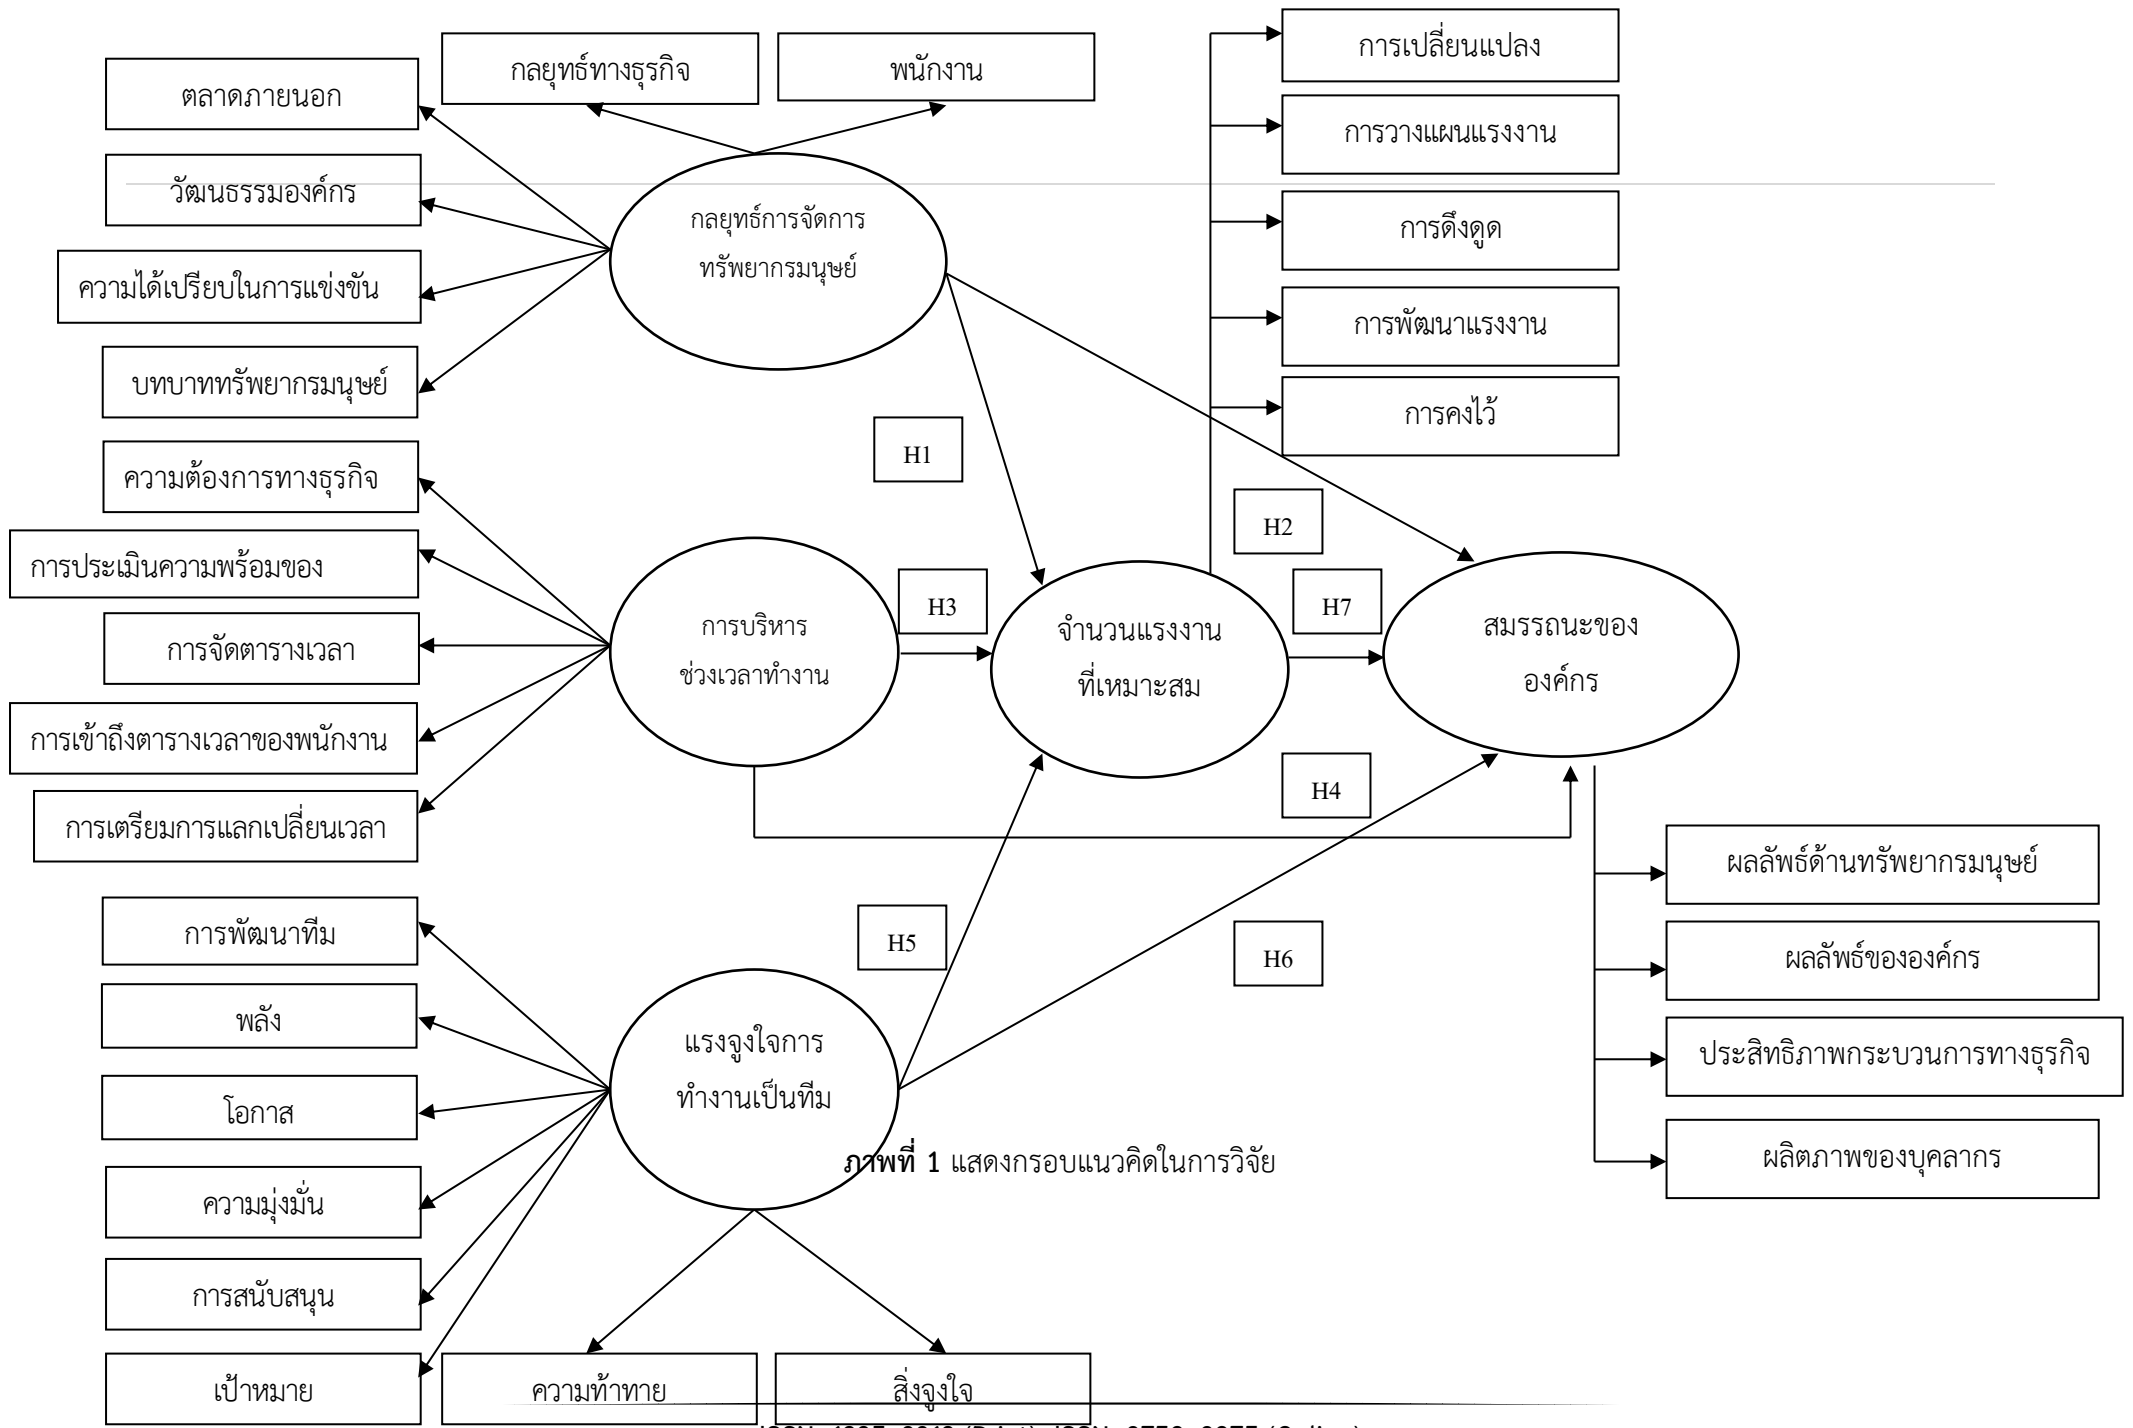 การเปลี่ยนแปลง
กลยุทธ์ทางธุรกิจ
พนักงาน
ตลาดภายนอก
การวางแผนแรงงาน
วัฒนธรรมองค์กร
กลยุทธ์การจัดการ
ทรัพยากรมนุษย์
การดึงดูด
ความได้เปรียบในการแข่งขัน
การพัฒนาแรงงาน
บทบาททรัพยากรมนุษย์
การคงไว้
H1
ความต้องการทางธุรกิจ
H2
การประเมินความพร้อมของ
H3
H7
การบริหาร
ช่วงเวลาทำงาน
จำนวนแรงงาน
ที่เหมาะสม
สมรรถนะของ
องค์กร
การจัดตารางเวลา
การเข้าถึงตารางเวลาของพนักงาน
H4
การเตรียมการแลกเปลี่ยนเวลา
ผลลัพธ์ด้านทรัพยากรมนุษย์
การพัฒนาทีม
H5
H6
ผลลัพธ์ขององค์กร
พลัง
แรงจูงใจการ
ทำงานเป็นทีม
ประสิทธิภาพกระบวนการทางธุรกิจ
โอกาส
ภาพที่ 1 แสดงกรอบแนวคิดในการวิจัย
ผลิตภาพของบุคลากร
ความมุ่งมั่น
การสนับสนุน
เป้าหมาย
ความท้าทาย
สิ่งจูงใจ